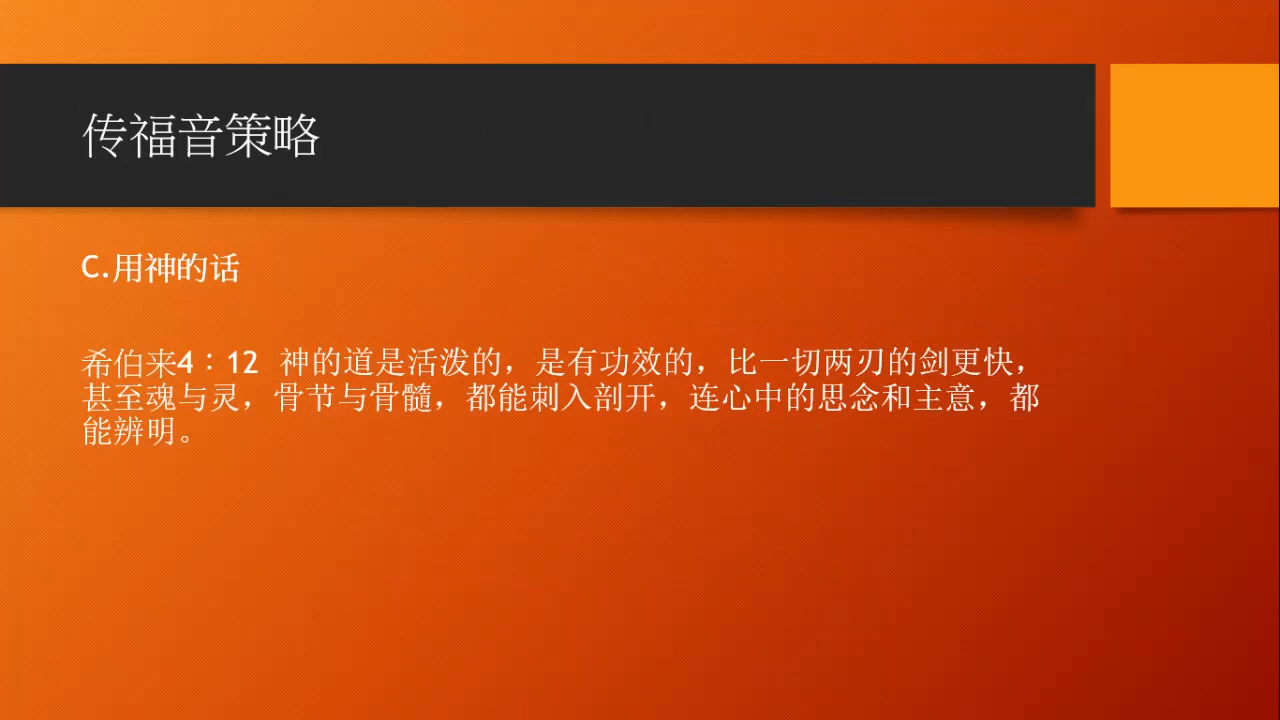 传福音策略
C.用神的话
希伯来4：12 神的道是活泼的，是有功效的，比一切两刃的剑更快，
甚至魂与灵，骨节与骨髓，都能刺入剖开，连心中的思念和主意，都
能辨明。